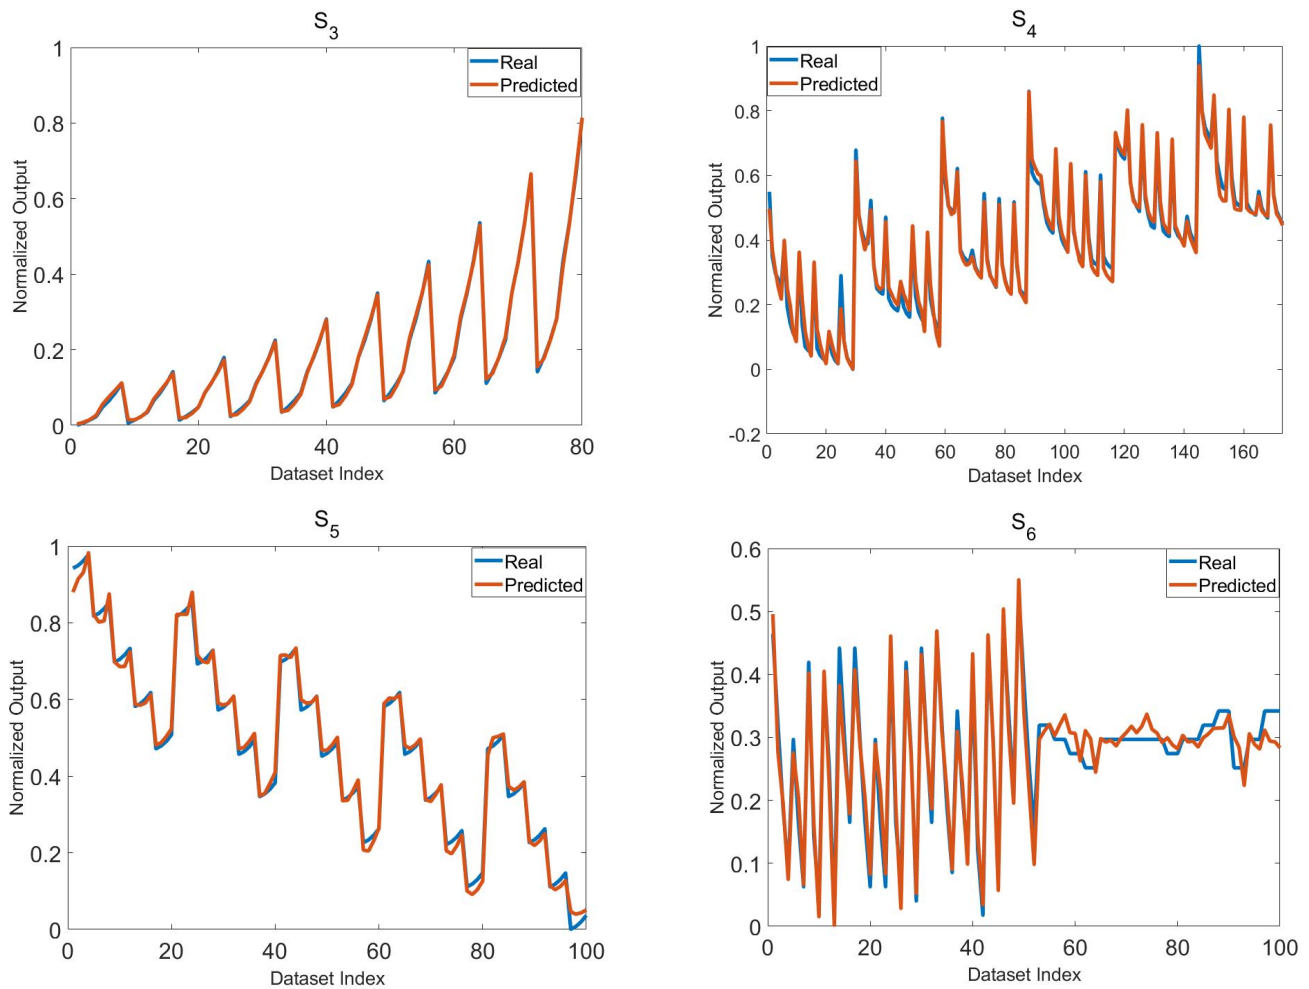 S3
Real
Predicted
Normalized Output
1
0.8
0.6
0.4
0.2
0
0 20 40 60 80
Dataset Index
S4
Real
Predicted
Normalized Output
1
0.8
0.6
0.4
0.2
0
-0.2
0 20 40 60 80 100 120 140 160
Dataset Index
S5
Real
Predicted
Normalized Output
1
0.8
0.6
0.4
0.2
0
0 20 40 60 80 100
Dataset Index
S6
Real
Predicted
Normalized Output
0.6
0.5
0.4
0.3
0.2
0.1
0
0 20 40 60 80 100
Dataset Index